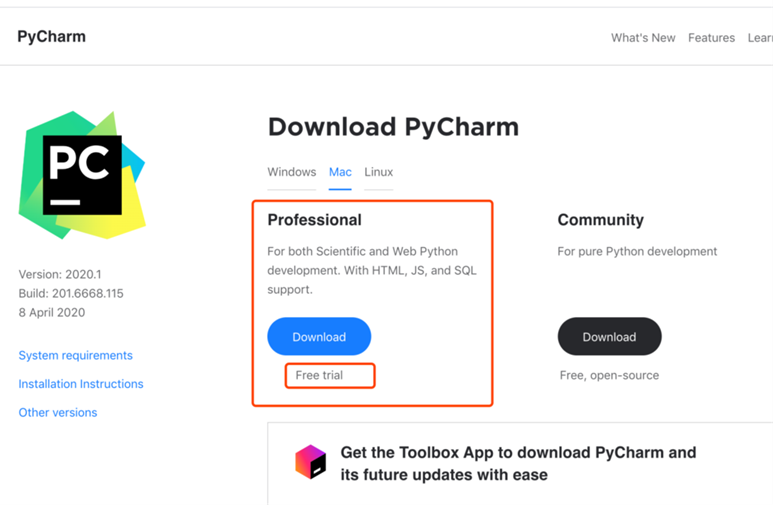 PyCharm
What's New Features
Download PyCharm
PC
Windows Mac Linux
Professional
For both Scientific and Web Python
development. With HTML, JS, and SQL
support.
Download
Free trial
Community
For pure Python development
Download
Free, open-source
Version: 2020.1
Build: 201.6668.115
8 April 2020
System requirements
Installation Instructions
Other versions
Get the Toolbox App to download PyCharm and
its future updates with ease